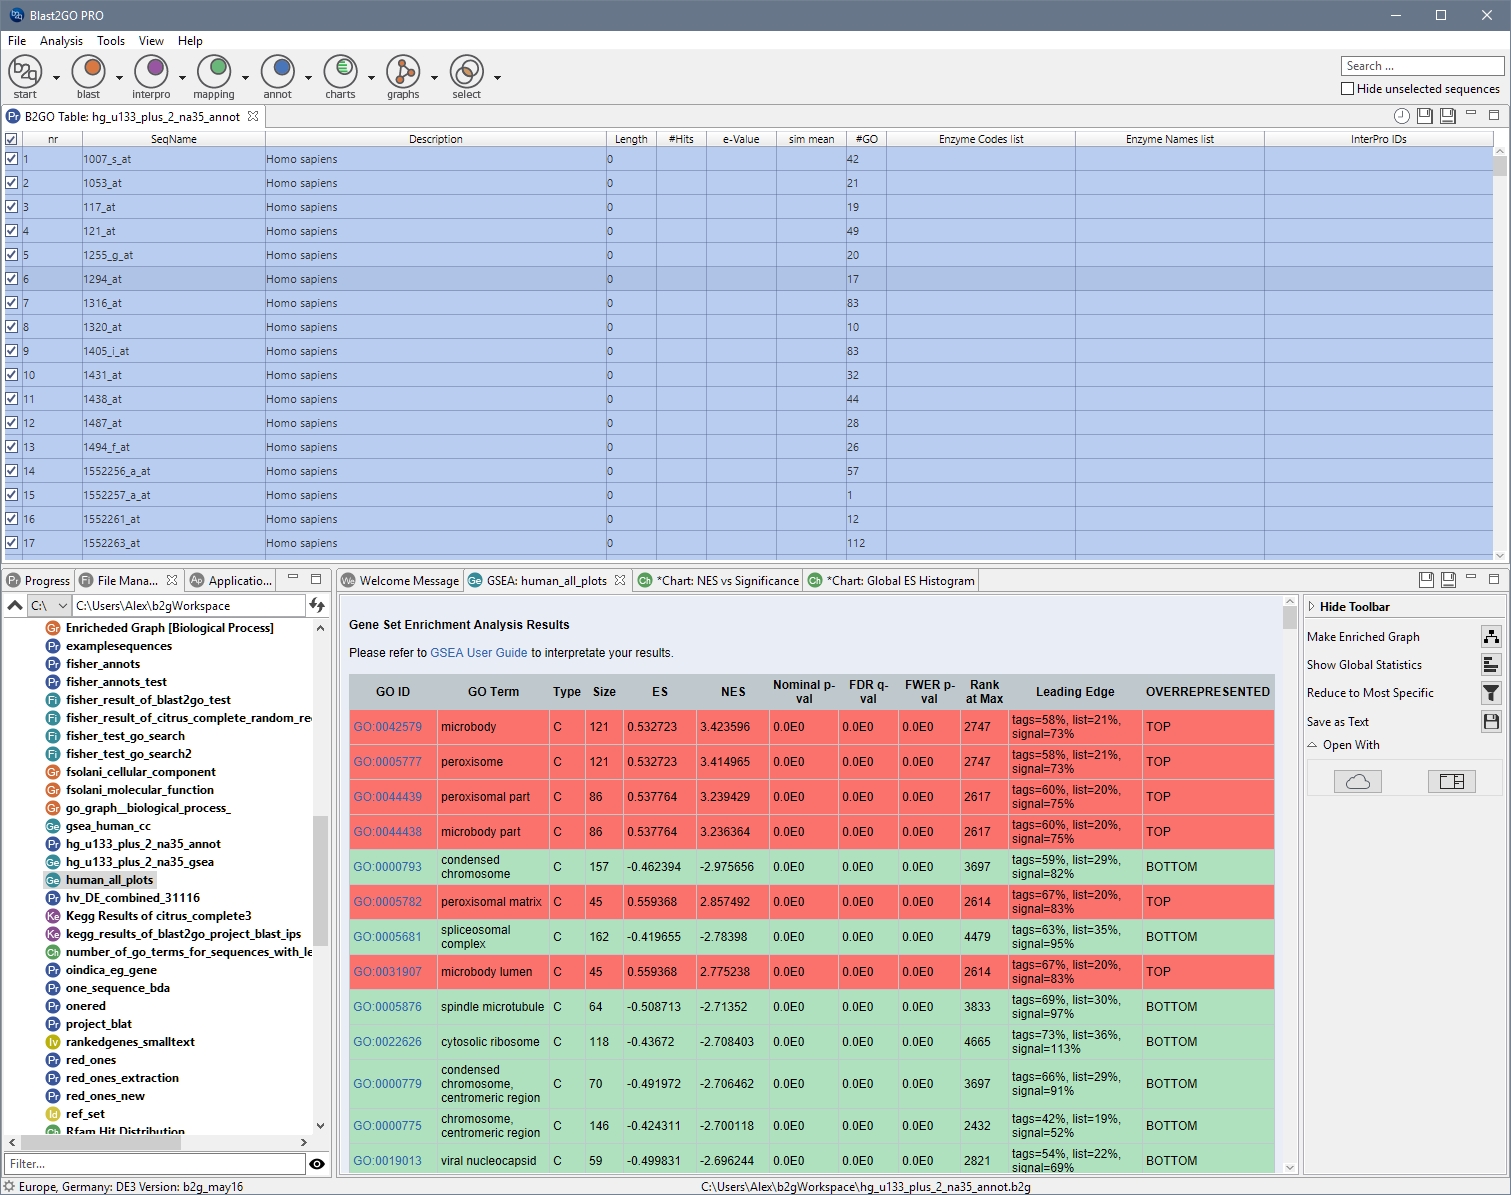 Blast2GO PRO
File Analysis Tools View Help
start blast interpro mapping annot charts graphs select
Search ...
Hide unselected sequences
B2GO Table: hg_u133_plus_2_na35_annot
nr SeqName Description Length #Hits e-Value sim mean #GO Enzyme Codes list Enzyme Names list InterPro IDs
1 1007_s_at Homo sapiens 0 42
2 1053_at Homo sapiens 0 21
3 117_at Homo sapiens 0 19
4 121_at Homo sapiens 0 49
5 1255_g_at Homo sapiens 0 20
6 1294_at Homo sapiens 0 17
7 1316_at Homo sapiens 0 83
8 1320_at Homo sapiens 0 10
9 1405_i_at Homo sapiens 0 83
10 1431_at Homo sapiens 0 32
11 1438_at Homo sapiens 0 44
12 1487_at Homo sapiens 0 28
13 1494_f_at Homo sapiens 0 26
14 1552256_a_at Homo sapiens 0 57
15 1552257_a_at Homo sapiens 0 1
16 1552261_at Homo sapiens 0 12
17 1552263_at Homo sapiens 0 112
Progress File Mana... Applicatio...
C:\ C:\Users\Alex\b2gWorkspace
Enricheded Graph [Biological Process]
examplesequences
fisher_annots
fisher_annots_test
fisher_result_of_blast2go_test
fisher_result_of_citrus_complete_random_re
fisher_test_go_search
fisher_test_go_search2
fsolani_cellular_component
fsolani_molecular_function
go_graph__biological_process_
gsea_human_cc
hg_u133_plus_2_na35_annot
hg_u133_plus_2_na35_gsea
human_all_plots
hv_DE_combined_31116
Kegg Results of citrus_complete3
kegg_results_of_blast2go_project_blast_ips
number_of_go_terms_for_sequences_with_le
oindica_eg_gene
one_sequence_bda
onered
project_blat
rankedgenes_smalltext
red_ones
red_ones_extraction
red_ones_new
ref_set
Rfam Hit Distribution
Filter...
Welcome Message GSEA: human_all_plots *Chart: NES vs Significance *Chart: Global ES Histogram
Gene Set Enrichment Analysis Results
Please refer to GSEA User Guide to interpretate your results.
GO ID GO Term Type Size ES NES Nominal p-val FDR q-val FWER p-val Rank at Max Leading Edge OVERREPRESENTED
GO:0042579 microbody C 121 0.532723 3.423596 0.0E0 0.0E0 0.0E0 2747 tags=58%, list=21%, signal=73% TOP
GO:0005777 peroxisome C 121 0.532723 3.414965 0.0E0 0.0E0 0.0E0 2747 tags=58%, list=21%, signal=73% TOP
GO:0044439 peroxisomal part C 86 0.537764 3.239429 0.0E0 0.0E0 0.0E0 2617 tags=60%, list=20%, signal=75% TOP
GO:0044438 microbody part C 86 0.537764 3.236364 0.0E0 0.0E0 0.0E0 2617 tags=60%, list=20%, signal=75% TOP
GO:0000793 condensed chromosome C 157 -0.462394 -2.975656 0.0E0 0.0E0 0.0E0 3697 tags=59%, list=29%, signal=82% BOTTOM
GO:0005782 peroxisomal matrix C 45 0.559368 2.857492 0.0E0 0.0E0 0.0E0 2614 tags=67%, list=20%, signal=83% TOP
GO:0005681 spliceosomal complex C 162 -0.419655 -2.78398 0.0E0 0.0E0 0.0E0 4479 tags=63%, list=35%, signal=95% BOTTOM
GO:0031907 microbody lumen C 45 0.559368 2.775238 0.0E0 0.0E0 0.0E0 2614 tags=67%, list=20%, signal=83% TOP
GO:0005876 spindle microtubule C 64 -0.508713 -2.71352 0.0E0 0.0E0 0.0E0 3833 tags=69%, list=30%, signal=97% BOTTOM
GO:0022626 cytosolic ribosome C 118 -0.43672 -2.708403 0.0E0 0.0E0 0.0E0 4665 tags=73%, list=36%, signal=113% BOTTOM
GO:0000779 condensed chromosome, centromeric region C 70 -0.491972 -2.706462 0.0E0 0.0E0 0.0E0 3697 tags=66%, list=29%, signal=91% BOTTOM
GO:0000775 chromosome, centromeric region C 146 -0.424311 -2.700118 0.0E0 0.0E0 0.0E0 2432 tags=42%, list=19%, signal=52% BOTTOM
GO:0019013 viral nucleocapsid C 59 -0.499831 -2.696244 0.0E0 0.0E0 0.0E0 2821 tags=54%, list=22%, signal=69% BOTTOM
Hide Toolbar
Make Enriched Graph
Show Global Statistics
Reduce to Most Specific
Save as Text
Open With
Europe, Germany: DE3 Version: b2g_may16
C:\Users\Alex\b2gWorkspace\hg_u133_plus_2_na35_annot.b2g